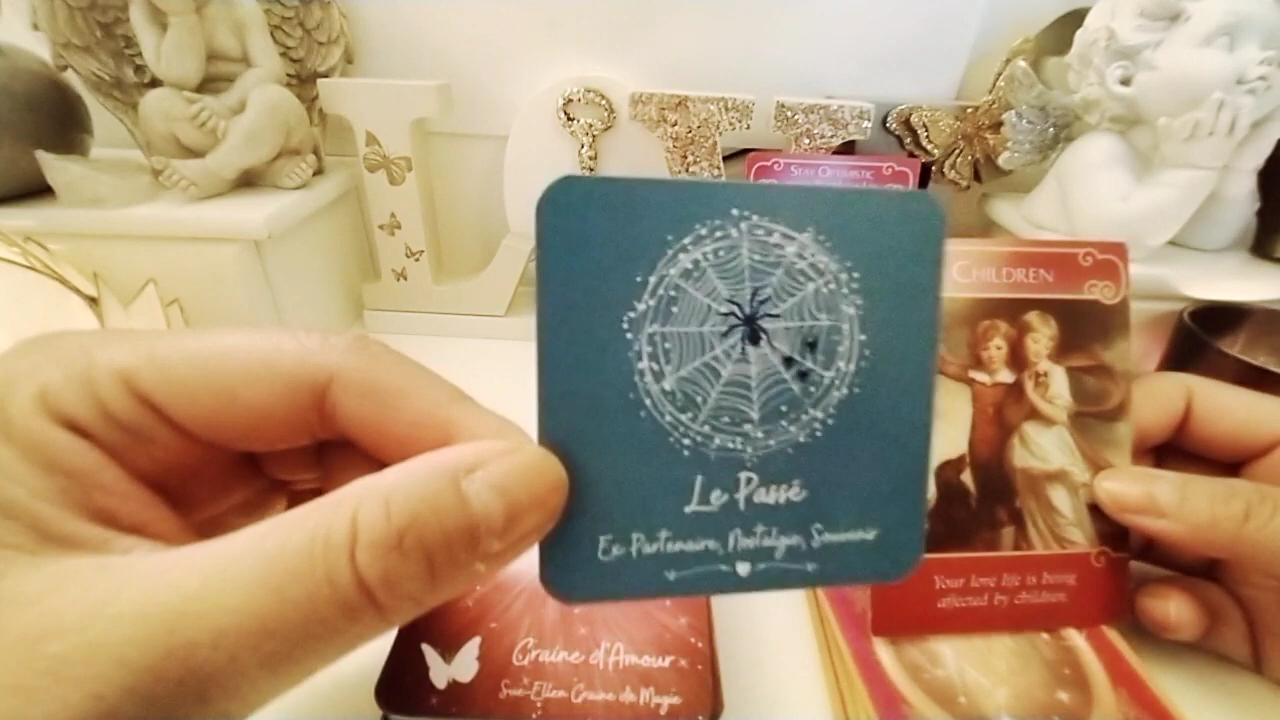 STAY OPTIMISTIC
CHILDREN
Le Passé
Ex Partenaire, Nostalgie, Souvenir
Your love life is being
affected by children.
Graine d'Amour
Sue-Ellen Graine de Magie